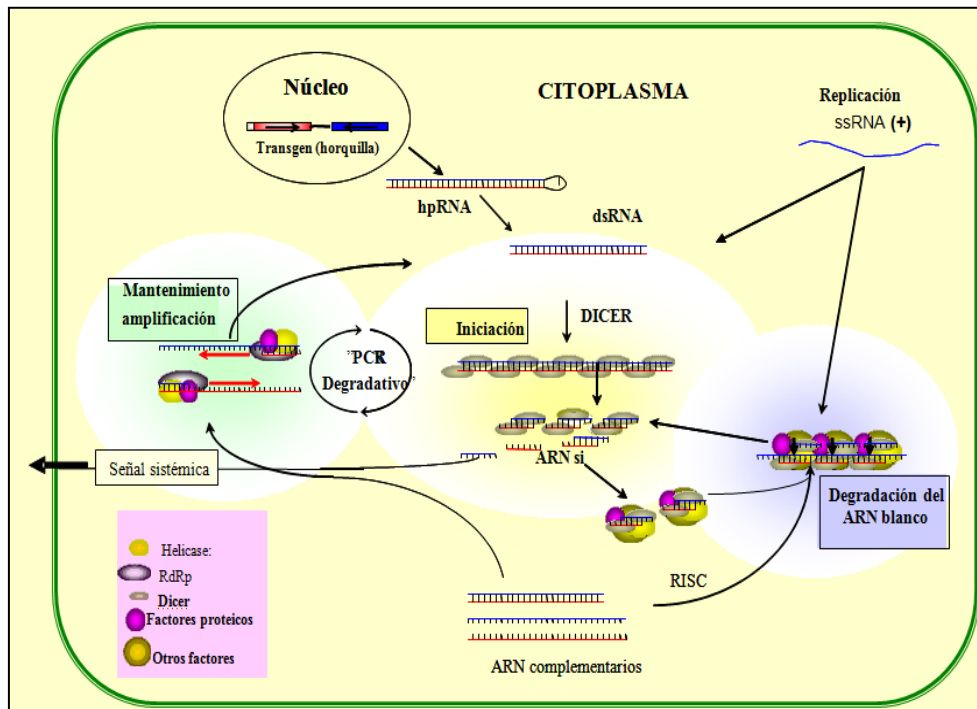 Núcleo
Transgen (horquilla)
CITOPLASMA
Replicación
ssRNA (+)
hpRNA
dsRNA
Mantenimiento
amplificación
Iniciación
DICER
"PCR
Degradativo"
ARN si
Señal sistémica
Degradación del
ARN blanco
RISC
Helicase:
RdRp
Dicer
Factores proteicos
Otros factores
ARN complementarios